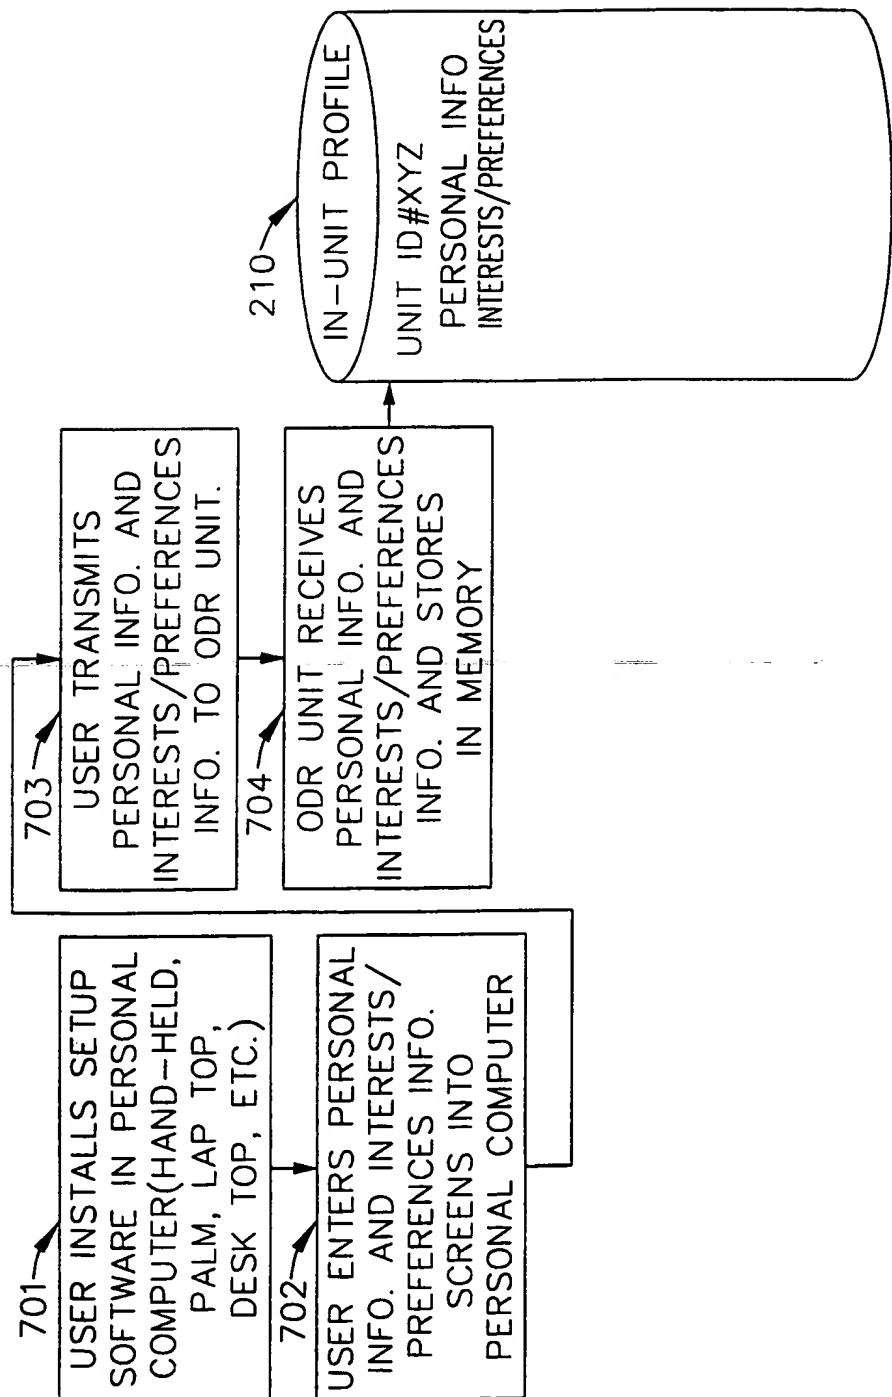 701
USER INSTALLS SETUP
SOFTWARE IN PERSONAL
COMPUTER(HAND-HELD,
PALM, LAP TOP,
DESK TOP, ETC.)
702
USER ENTERS PERSONAL
INFO. AND INTERESTS/
PREFERENCES INFO.
SCREENS INTO
PERSONAL COMPUTER
703
USER TRANSMITS
PERSONAL INFO. AND
INTERESTS/PREFERENCES
INFO. TO ODR UNIT.
704
ODR UNIT RECEIVES
PERSONAL INFO. AND
INTERESTS/PREFERENCES
INFO. AND STORES
IN MEMORY
210
IN-UNIT PROFILE
UNIT ID#XYZ
PERSONAL INFO
INTERESTS/PREFERENCES